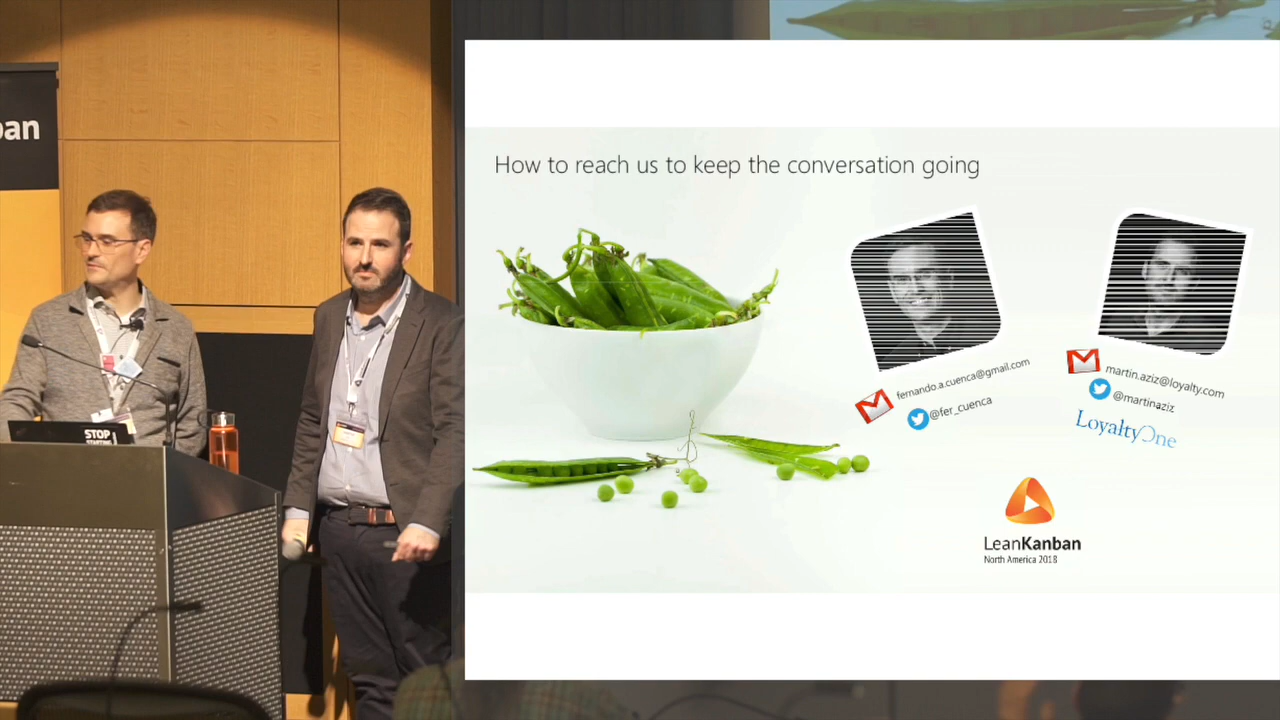 ban
STOP
STARTING
How to reach us to keep the conversation going
fernando.a.cuenca@gmail.com
@fer_cuenca
martin.aziz@loyalty.com
@martinaziz
LoyaltyOne
LeanKanban
North America 2018